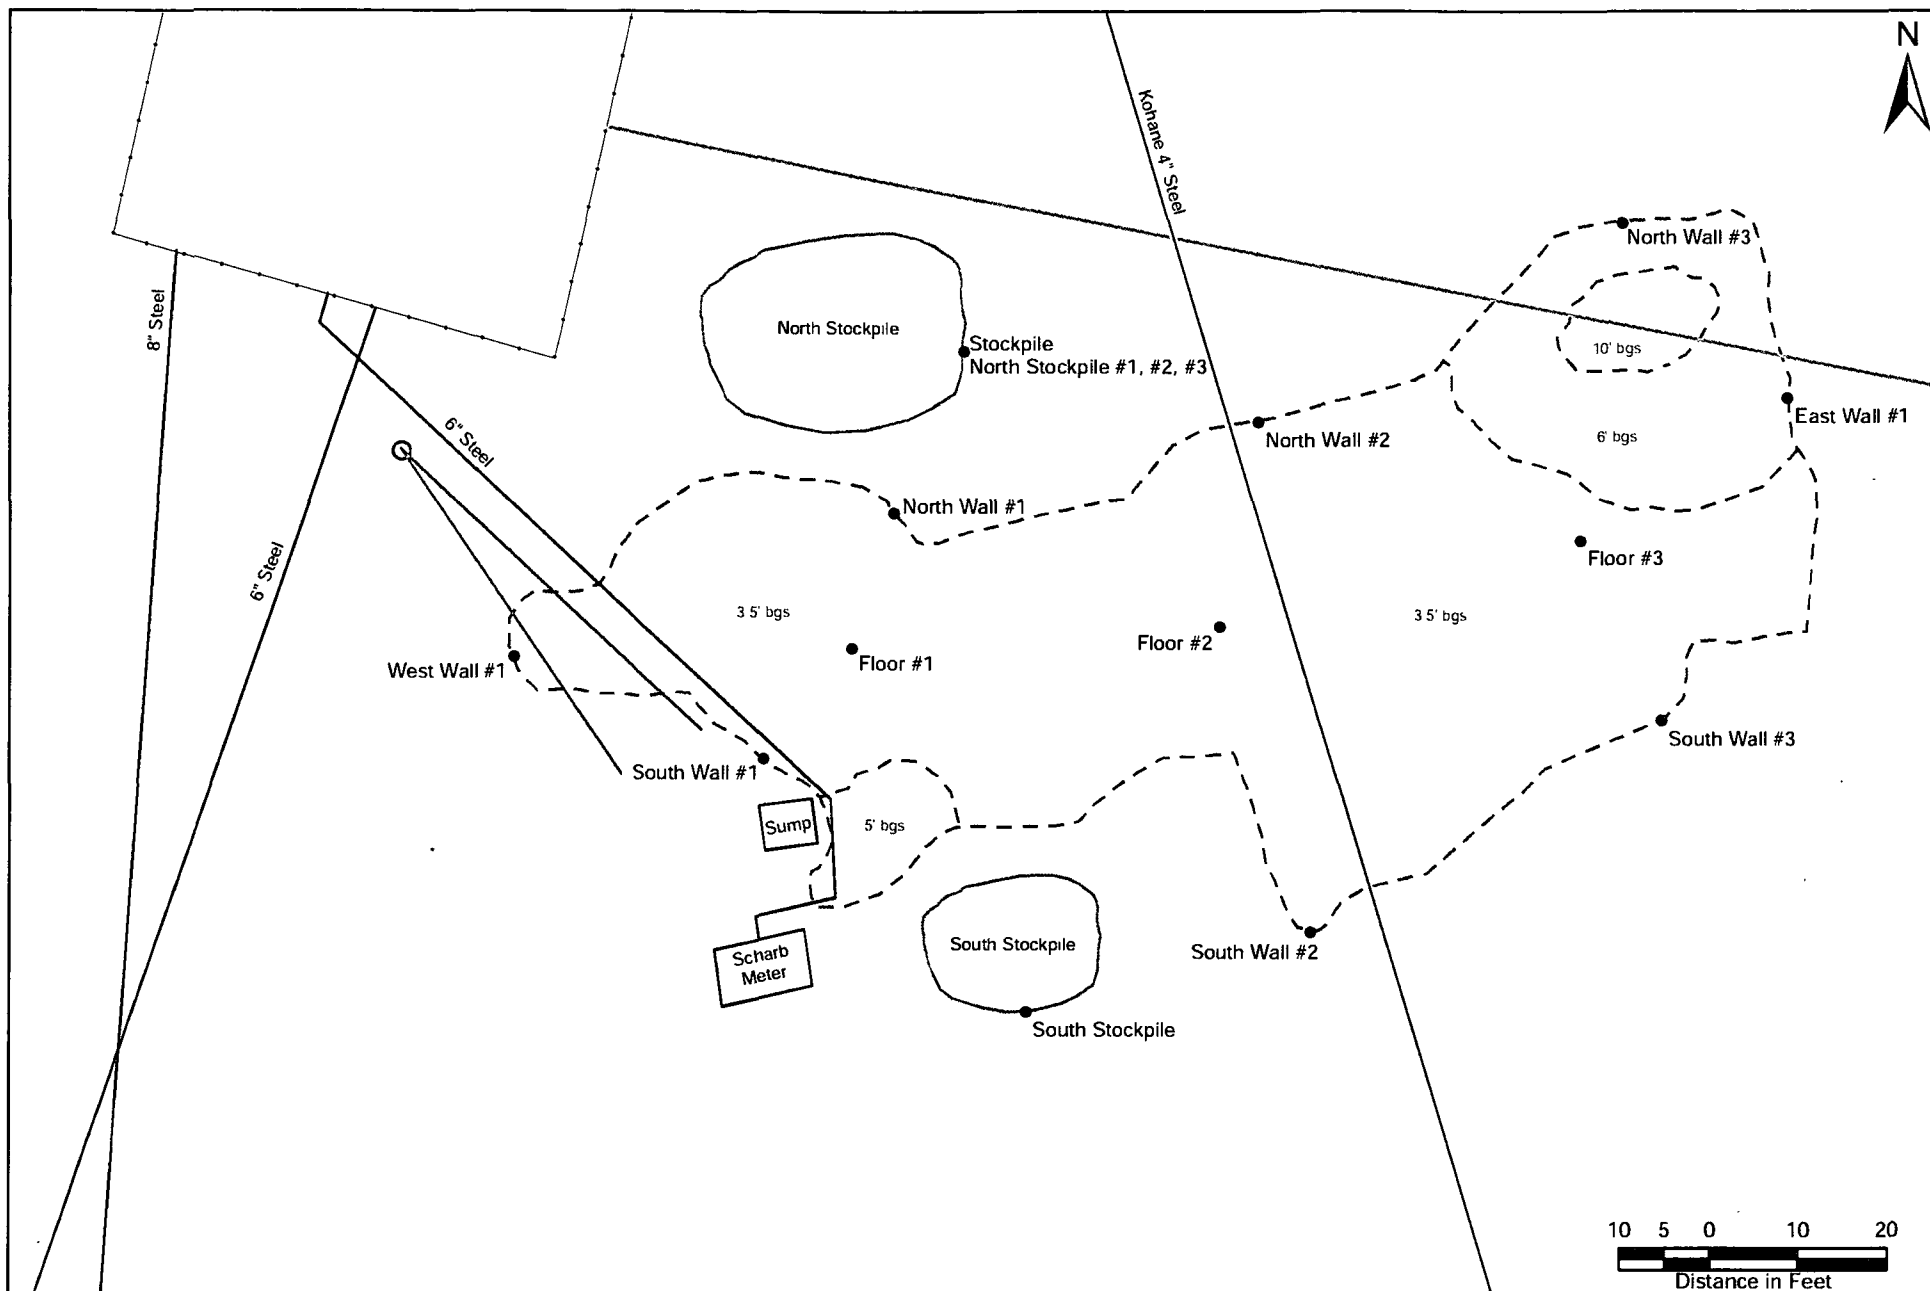 N
Kohane 4" Steel
North Wall #3
8" Steel
North Stockpile
Stockpile
North Stockpile #1, #2, #3
10' bgs
East Wall #1
6" Steel
North Wall #2
6' bgs
North Wall #1
6" Steel
Floor #3
3 5' bgs
3 5' bgs
Floor #2
Floor #1
West Wall #1
South Wall #3
South Wall #1
Sump
5' bgs
South Stockpile
South Wall #2
Scharb
Meter
South Stockpile
10 5 0 10 20
Distance in Feet